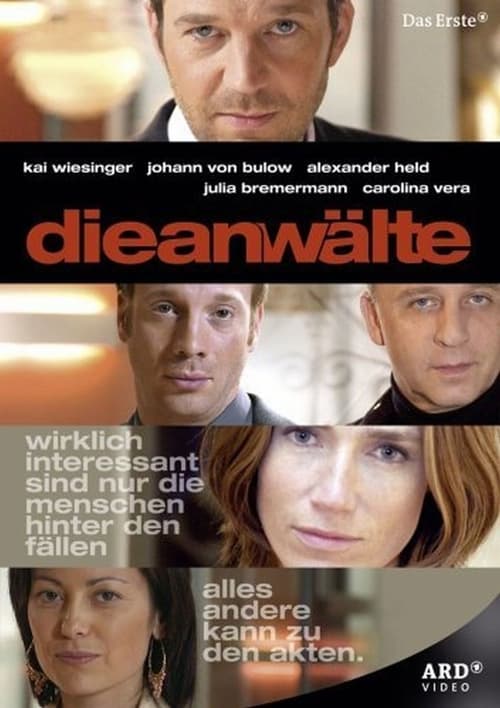 Das Erste
kai wiesinger johann von bulow alexander held
julia bremermann carolina vera
dieanwälte
wirklich
interessant
sind nur die
menschen
hinter den
fällen
alles
andere
kann zu
den akten.
ARD
VIDEO